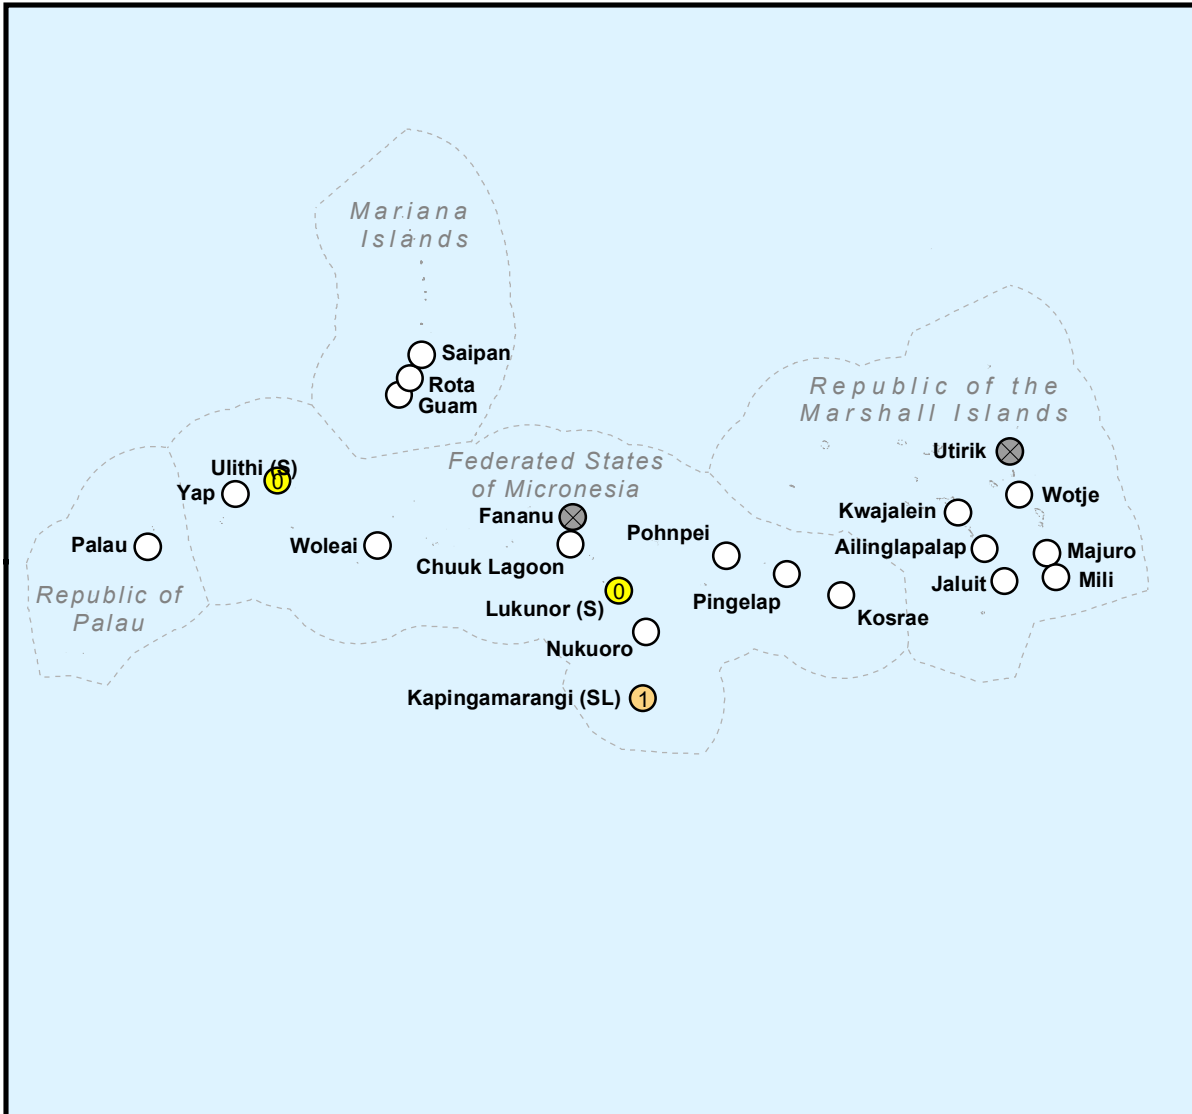 Mariana
Islands
Saipan
Rota
Guam
Republic of the
Marshall Islands
Utirik
Federated States
of Micronesia
Ulithi (S)
0
Yap
Wotje
Kwajalein
Fananu
Pohnpei
Palau
Woleai
Chuuk Lagoon
Ailinglapalap
Majuro
Mili
Jaluit
Republic of
Palau
0
Lukunor (S)
Pingelap
Kosrae
Nukuoro
Kapingamarangi (SL)
1